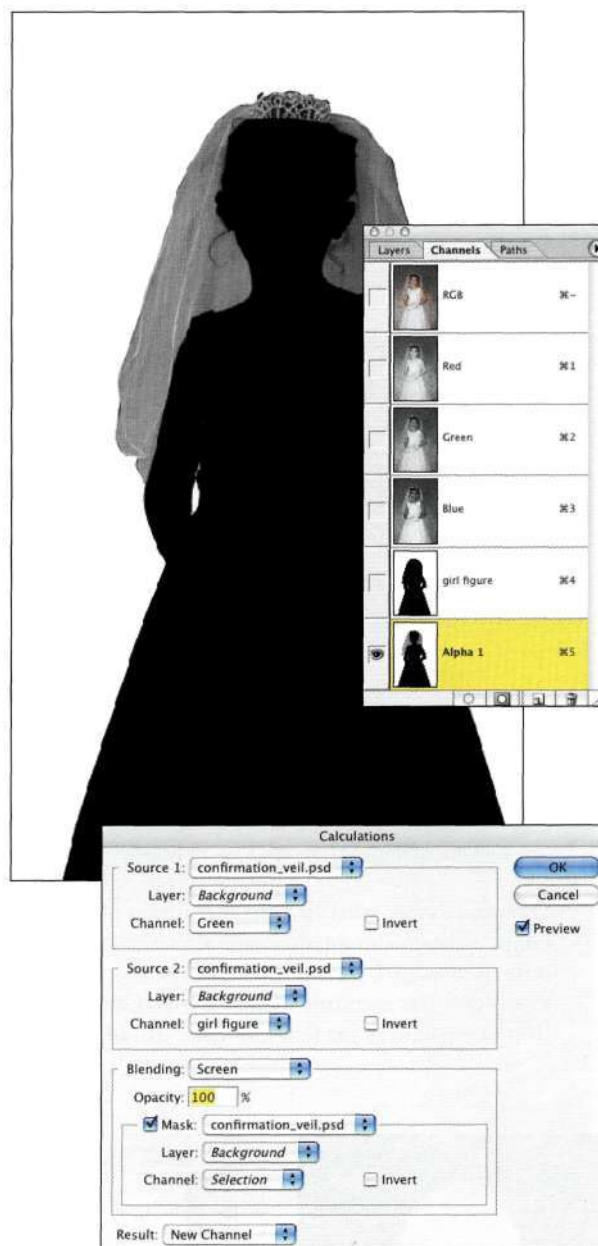 Layers Channels Paths
RGB ⌘~
Red ⌘1
Green ⌘2
Blue ⌘3
girl figure ⌘4
Alpha 1 ⌘5
Calculations
Source 1: confirmation_veil.psd
Layer: Background
Channel: Green Invert
OK
Cancel
Preview
Source 2: confirmation_veil.psd
Layer: Background
Channel: girl figure Invert
Blending: Screen
Opacity: 100 %
Mask: confirmation_veil.psd
Layer: Background
Channel: Selection Invert
Result: New Channel